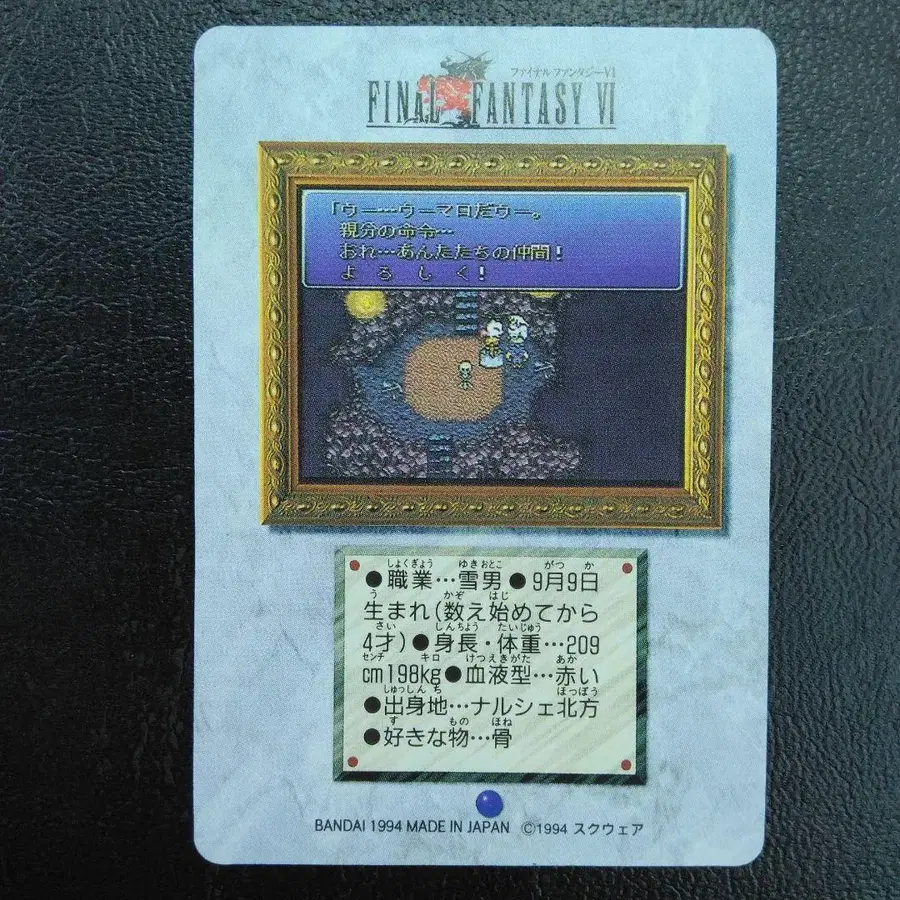 ファイナルファンタジーVI
FINAL FANTASY VI
「ウー…ウーマロだウー。
親分の命令…
おれ…あんたたちの仲間!
よろしく!
しょくぎょう ゆきおとこ がつ か
●職業…雪男●9月9日
う かぞ はじ
生まれ(数え始めてから
さい しんちょう たいじゅう
4才)●身長・体重…209
センチ キロ けつえきがた あか
cm198kg●血液型…赤い
しゅっしんち ほっぽう
●出身地…ナルシェ北方
す もの ほね
●好きな物…骨
BANDAI 1994 MADE IN JAPAN ©1994 スクウェア